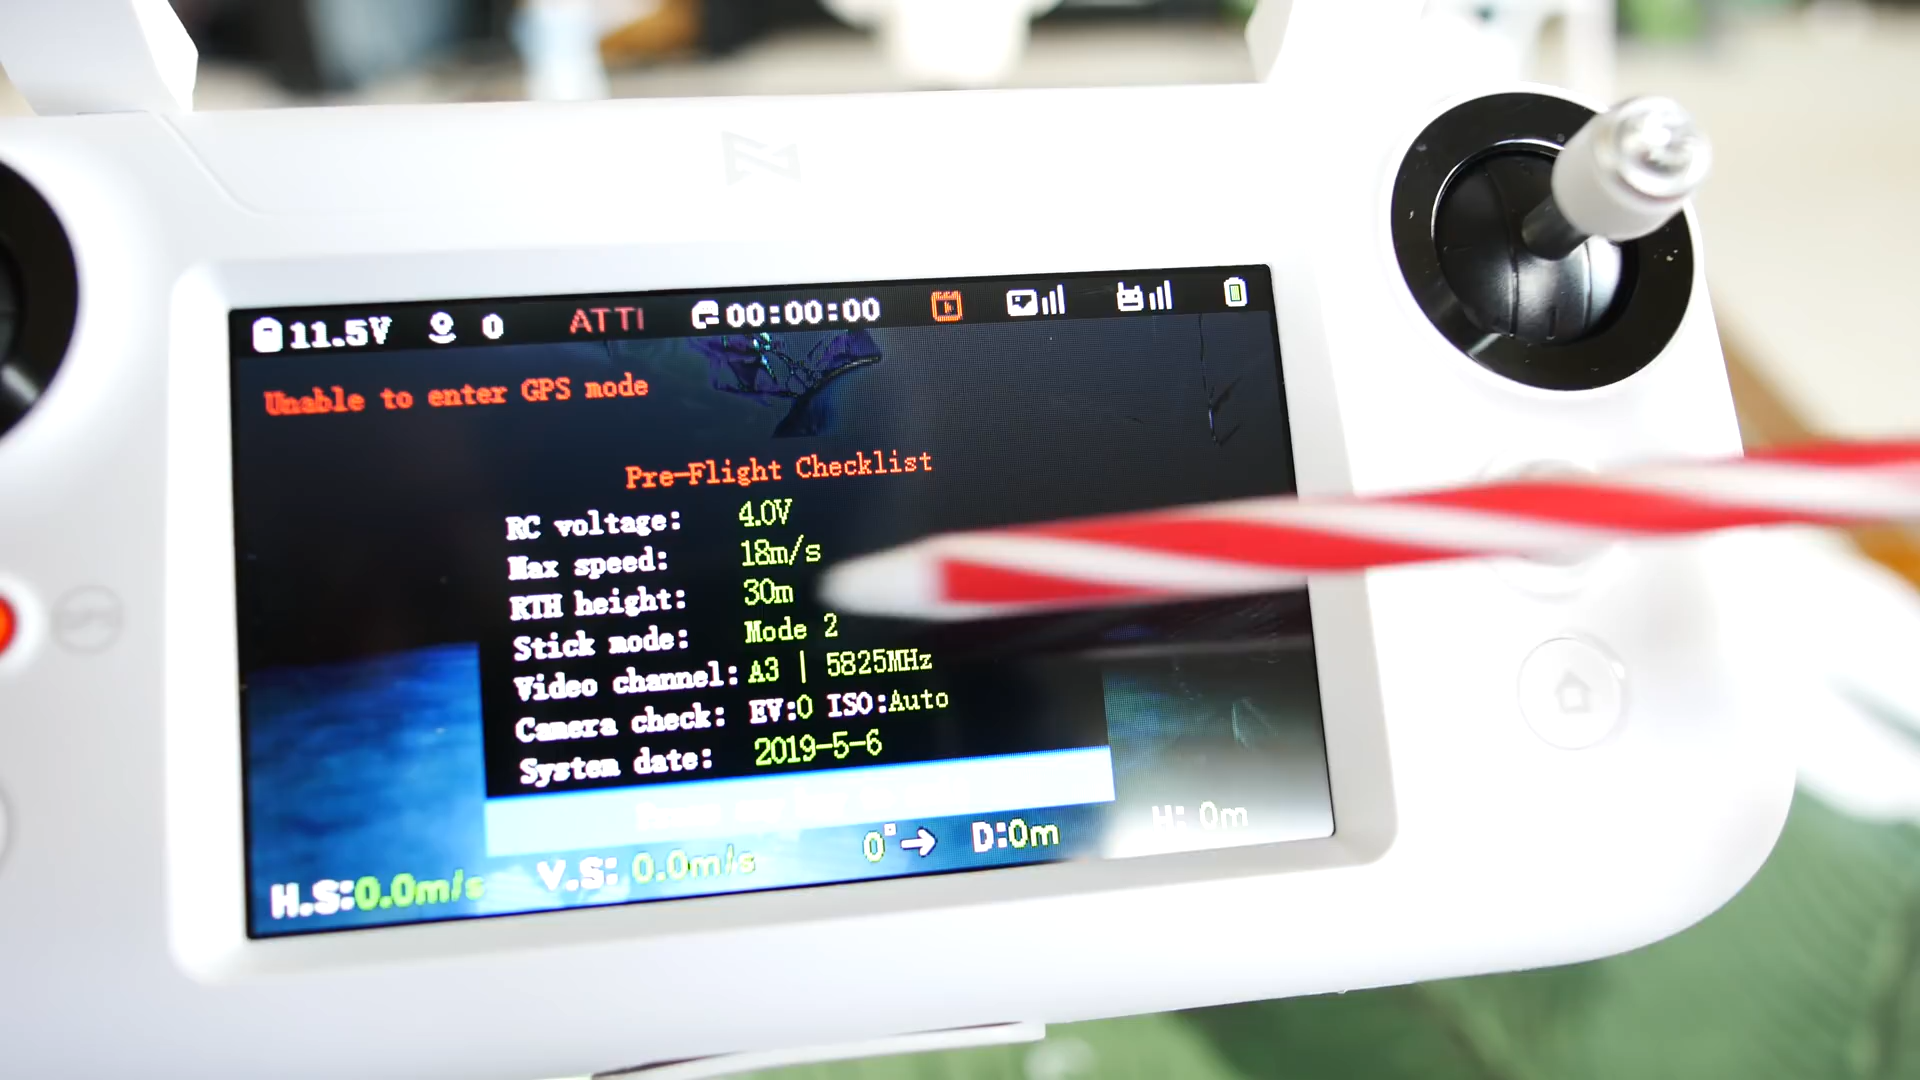 11.5V 0 ATTI 00:00:00
Unable to enter GPS mode
Pre-Flight Checklist
RC voltage: 4.0V
Max speed: 18m/s
RTH height: 30m
Stick mode: Mode 2
Video channel: A3 | 5825MHz
Camera check: EV:0 ISO:Auto
System date: 2019-5-6
H.S:0.0m/s V.S: 0.0m/s 0°→ D:0m H: 0m